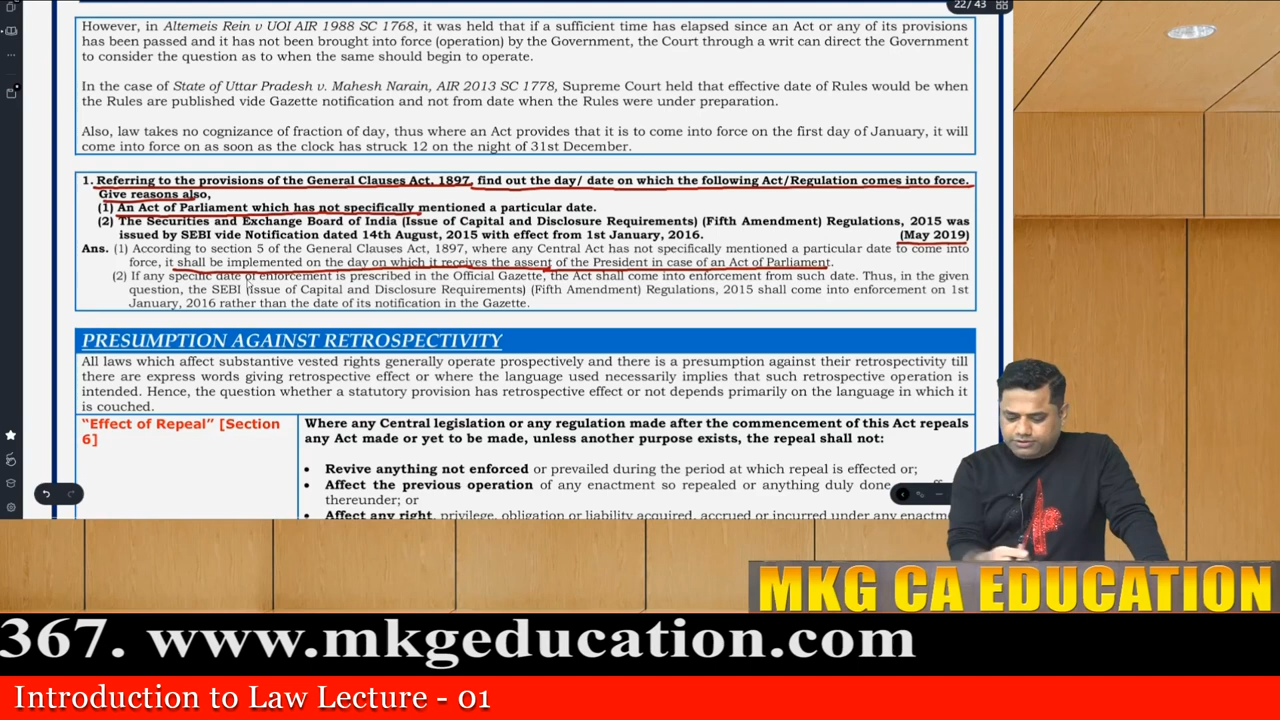 22/43
However, in Altemeis Rein v UOI AIR 1988 SC 1768, it was held that if a sufficient time has elapsed since an Act or any of its provisions
has been passed and it has not been brought into force (operation) by the Government, the Court through a writ can direct the Government
to consider the question as to when the same should begin to operate.
In the case of State of Uttar Pradesh v. Mahesh Narain, AIR 2013 SC 1778, Supreme Court held that effective date of Rules would be when
the Rules are published vide Gazette notification and not from date when the Rules were under preparation.
Also, law takes no cognizance of fraction of day, thus where an Act provides that it is to come into force on the first day of January, it will
come into force on as soon as the clock has struck 12 on the night of 31st December.
1. Referring to the provisions of the General Clauses Act, 1897, find out the day/ date on which the following Act/Regulation comes into force.
Give reasons also,
(1) An Act of Parliament which has not specifically mentioned a particular date.
(2) The Securities and Exchange Board of India (Issue of Capital and Disclosure Requirements) (Fifth Amendment) Regulations, 2015 was
issued by SEBI vide Notification dated 14th August, 2015 with effect from 1st January, 2016. (May 2019)
Ans. (1) According to section 5 of the General Clauses Act, 1897, where any Central Act has not specifically mentioned a particular date to come into
force, it shall be implemented on the day on which it receives the assent of the President in case of an Act of Parliament.
(2) If any specific date of enforcement is prescribed in the Official Gazette, the Act shall come into enforcement from such date. Thus, in the given
question, the SEBI (Issue of Capital and Disclosure Requirements) (Fifth Amendment) Regulations, 2015 shall come into enforcement on 1st
January, 2016 rather than the date of its notification in the Gazette.
PRESUMPTION AGAINST RETROSPECTIVITY
All laws which affect substantive vested rights generally operate prospectively and there is a presumption against their retrospectivity till
there are express words giving retrospective effect or where the language used necessarily implies that such retrospective operation is
intended. Hence, the question whether a statutory provision has retrospective effect or not depends primarily on the language in which it
is couched.
"Effect of Repeal" [Section
6]
Where any Central legislation or any regulation made after the commencement of this Act repeals
any Act made or yet to be made, unless another purpose exists, the repeal shall not:
• Revive anything not enforced or prevailed during the period at which repeal is effected or;
• Affect the previous operation of any enactment so repealed or anything duly done
thereunder; or
• Affect any right, privilege, obligation or liability acquired, accrued or incurred under any
MKG CA EDUCATION
367. www.mkgeducation.com
Introduction to Law Lecture - 01